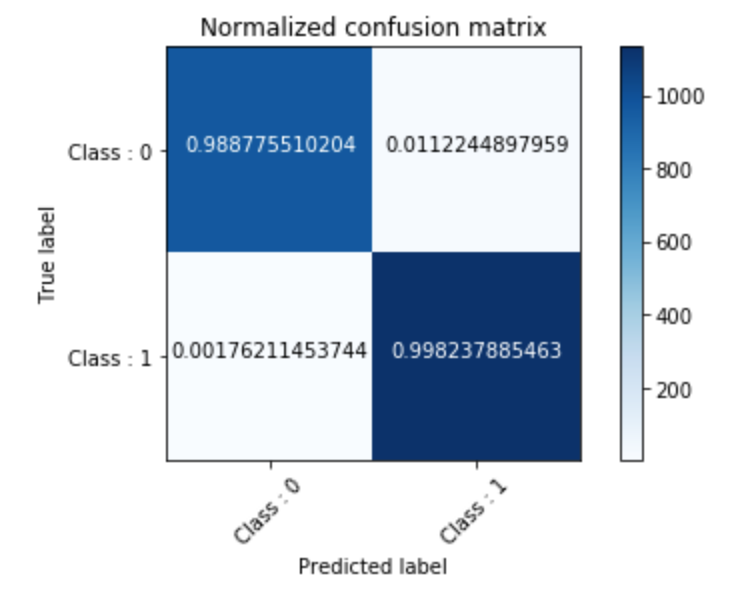 Normalized confusion matrix
True label
Class : 0
0.988775510204
0.0112244897959
Class : 1
0.00176211453744
0.998237885463
Class : 0
Class : 1
Predicted label
1000
800
600
400
200